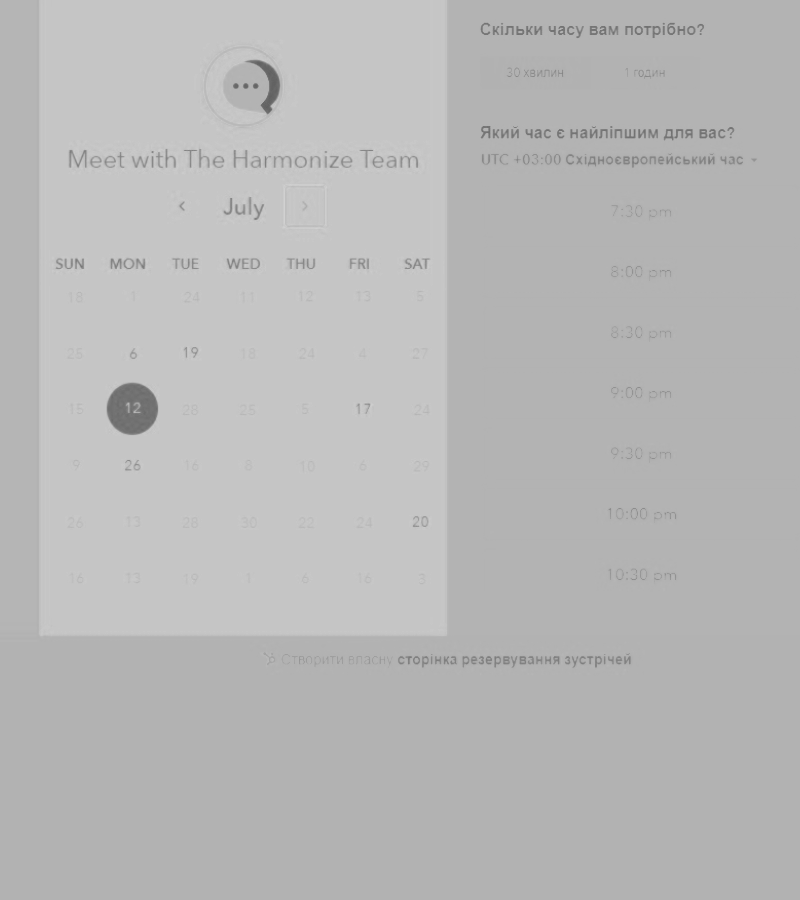 Meet with The Harmonize Team
July
SUN MON TUE WED THU FRI SAT
18 1 24 11 12 13 5
25 6 19 18 24 4 27
15 12 28 25 5 17 24
9 26 16 8 10 6 29
26 13 28 30 22 24 20
16 13 19 1 6 16 3
Скільки часу вам потрібно?
30 хвилин 1 годин
Який час є найліпшим для вас?
UTC +03:00 Східноєвропейський час
7:30 pm
8:00 pm
8:30 pm
9:00 pm
9:30 pm
10:00 pm
10:30 pm
Створити власну сторінка резервування зустрічей